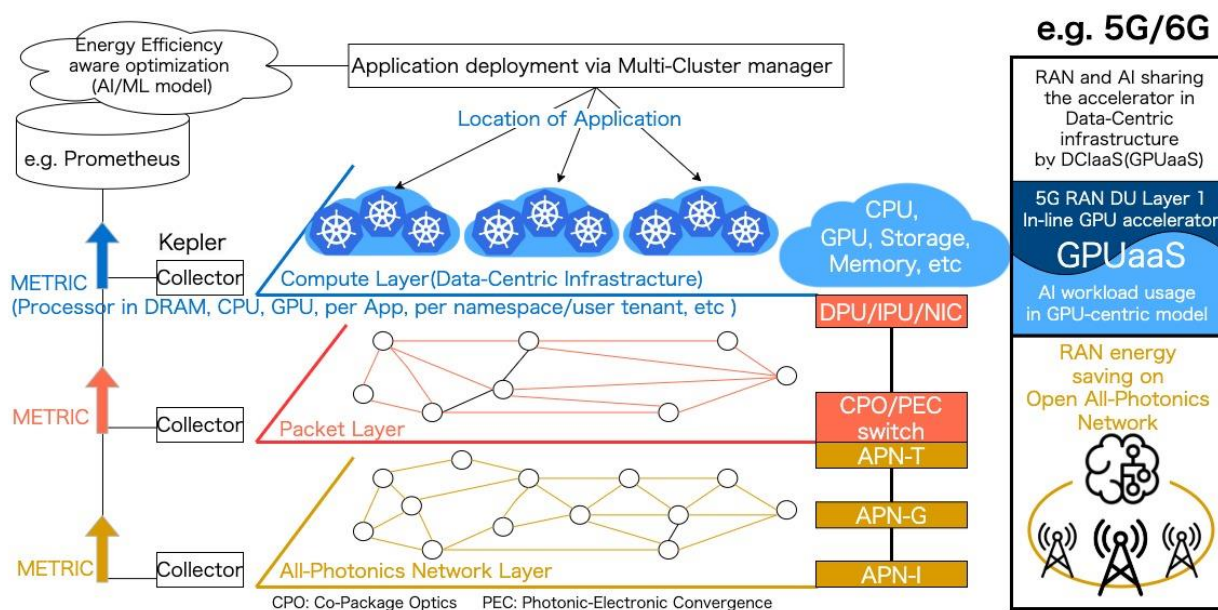 Energy Efficiency
aware optimization
(AI/ML model)
Application deployment via Multi-Cluster manager
e.g. Prometheus
Location of Application
METRIC
Kepler
Collector
Compute Layer(Data-Centric Infrastracture)
(Processor in DRAM, CPU, GPU, per App, per namespace/user tenant, etc )
CPU,
GPU, Storage,
Memory, etc
DPU/IPU/NIC
METRIC
Collector
Packet Layer
CPO/PEC
switch
APN-T
METRIC
Collector
All-Photonics Network Layer
APN-G
APN-I
CPO: Co-Package Optics PEC: Photonic-Electronic Convergence
e.g. 5G/6G
RAN and AI sharing
the accelerator in
Data-Centric
infrastructure
by DCIaaS(GPUaaS)
5G RAN DU Layer 1
In-line GPU accelerator
GPUaaS
AI workload usage
in GPU-centric model
RAN energy
saving on
Open All-Photonics
Network